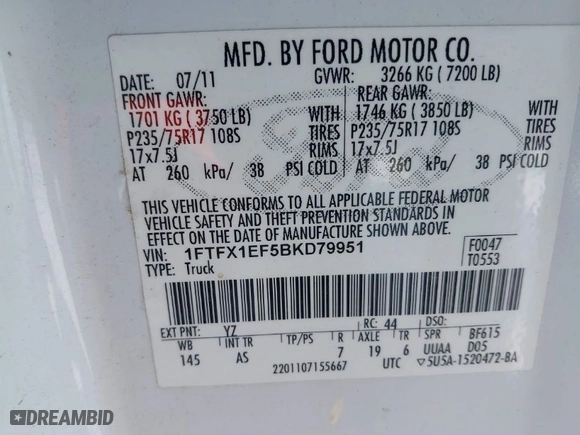 MFD. BY FORD MOTOR CO.
DATE: 07/11 GVWR: 3266 KG ( 7200 LB)
FRONT GAWR: REAR GAWR:
1701 KG ( 3750 LB) WITH 1746 KG ( 3850 LB) WITH
P235/75R17 108S TIRES P235/75R17 108S TIRES
17x7.5J RIMS 17x7.5J RIMS
AT 260 kPa/ 38 PSI COLD AT 260 kPa/ 38 PSI COLD
THIS VEHICLE CONFORMS TO ALL APPLICABLE FEDERAL MOTOR
VEHICLE SAFETY AND THEFT PREVENTION STANDARDS IN
EFFECT ON THE DATE OF MANUFACTURE SHOWN ABOVE.
VIN: 1FTFX1EF5BKD79951 F0047
TYPE: Truck T0553
EXT PNT: YZ RC: 44 DSO:
WB INT TR TP/PS R AXLE TR SPR BF615
145 AS 7 19 6 UUAA D05
2201107155667 UTC ▽5U5A-1520472-BA
DREAMBID